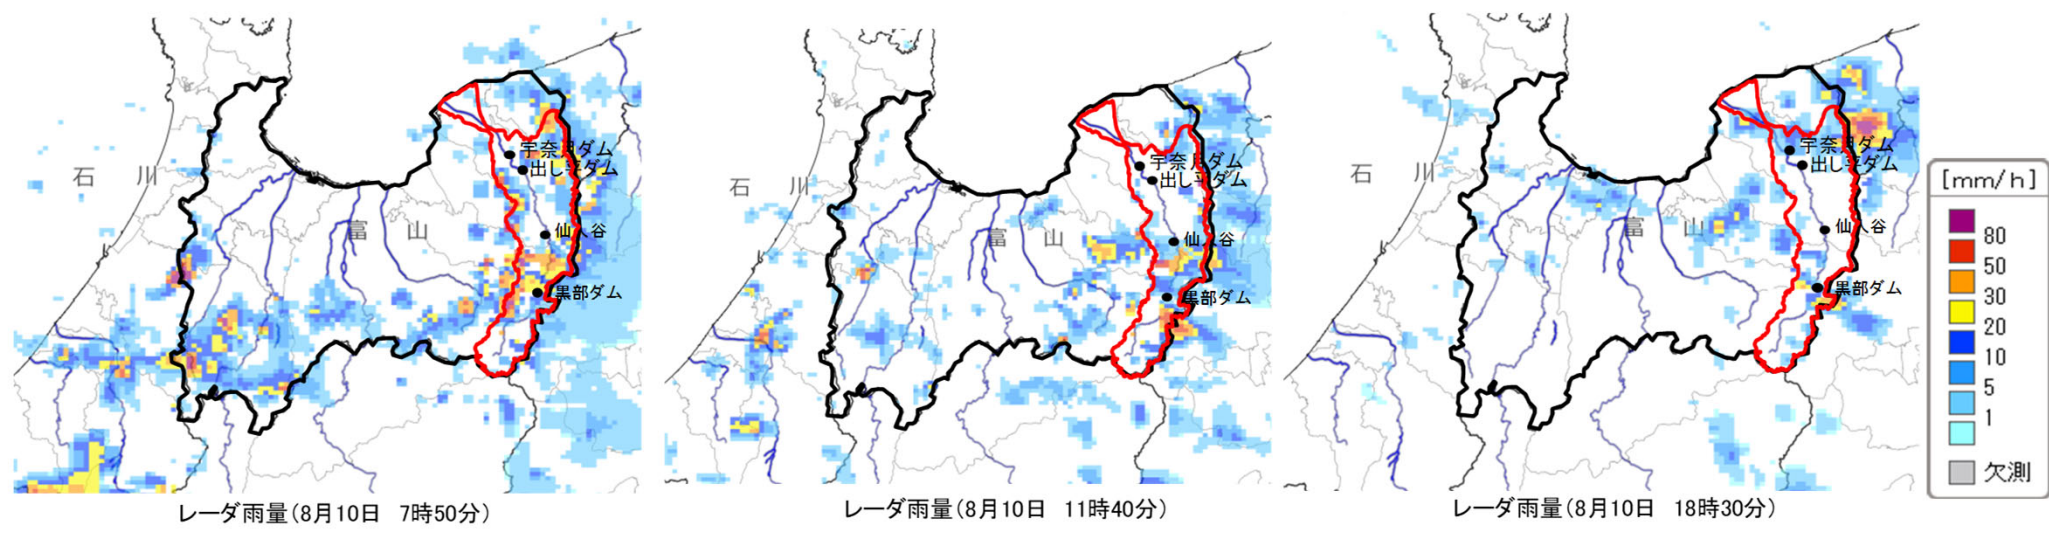 石 川
富 山
宇奈月ダム
出し平ダム
仙人谷
黒部ダム
レーダ雨量(8月10日 7時50分)
石 川
富 山
宇奈月ダム
出し平ダム
仙人谷
黒部ダム
レーダ雨量(8月10日 11時40分)
石 川
富 山
宇奈月ダム
出し平ダム
仙人谷
黒部ダム
レーダ雨量(8月10日 18時30分)
[mm/h]
80
50
30
20
10
5
1
欠測